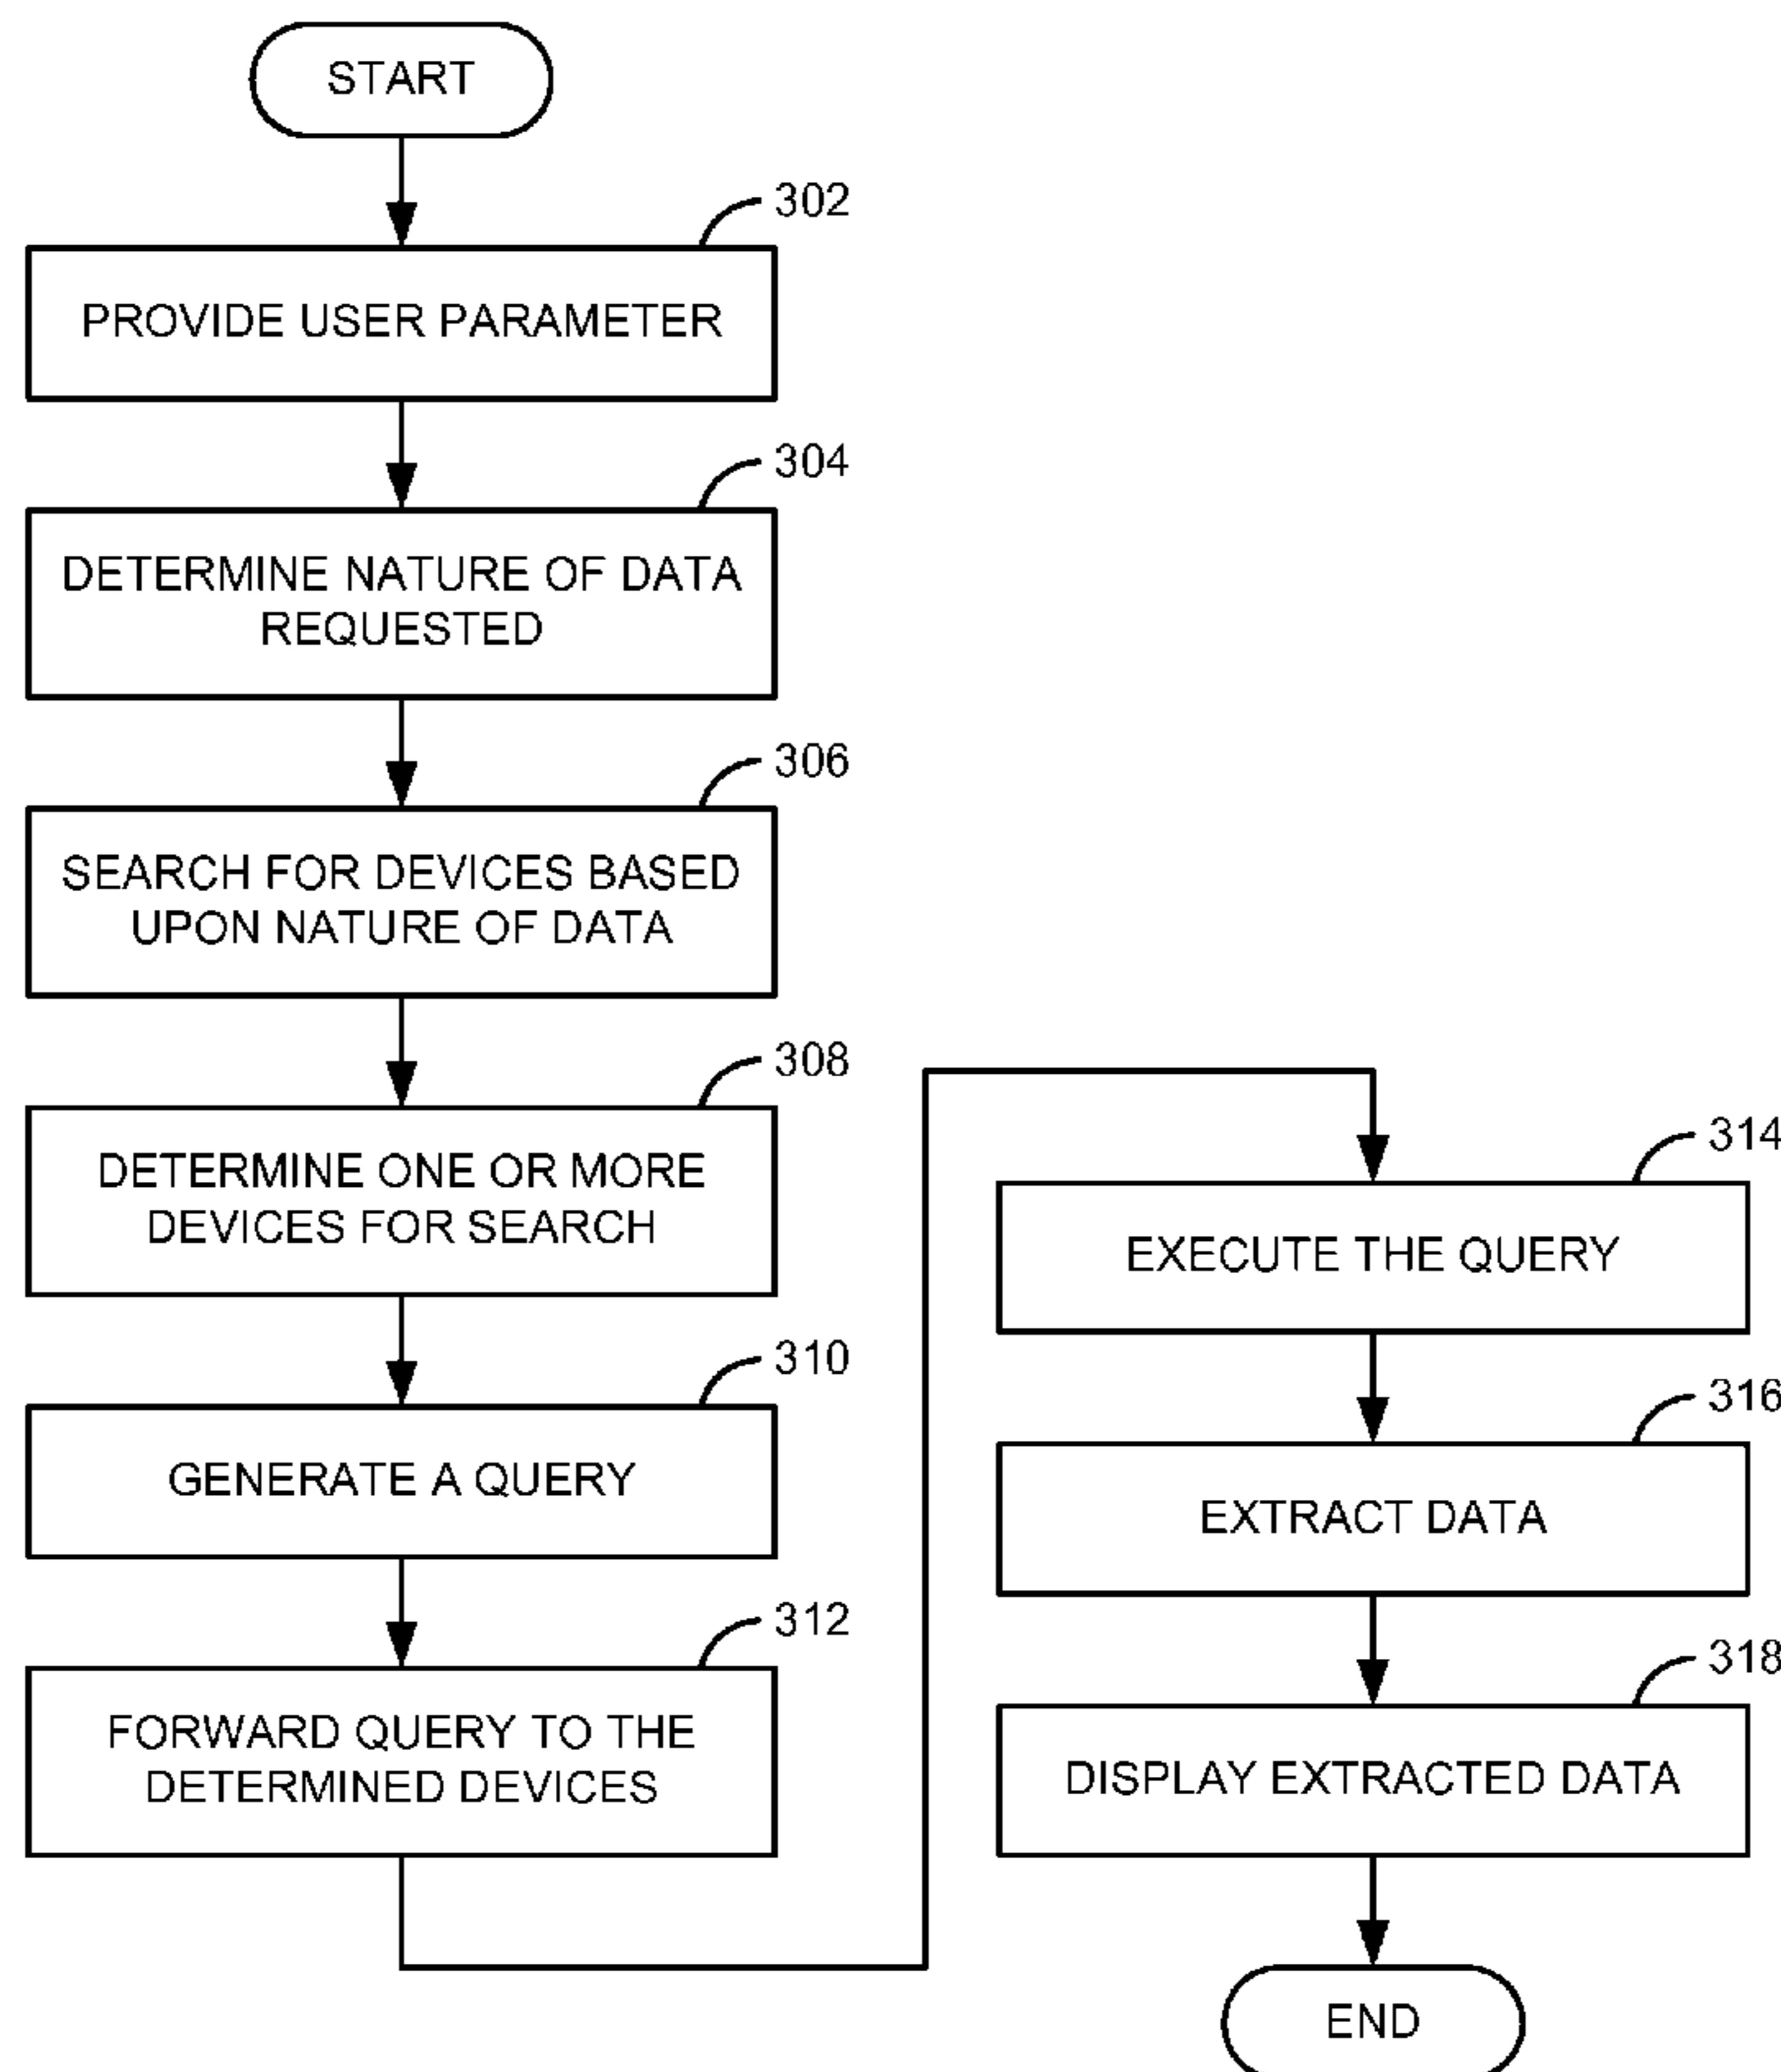 START
302
PROVIDE USER PARAMETER
304
DETERMINE NATURE OF DATA
REQUESTED
306
SEARCH FOR DEVICES BASED
UPON NATURE OF DATA
308
DETERMINE ONE OR MORE
DEVICES FOR SEARCH
310
GENERATE A QUERY
312
FORWARD QUERY TO THE
DETERMINED DEVICES
314
EXECUTE THE QUERY
316
EXTRACT DATA
318
DISPLAY EXTRACTED DATA
END